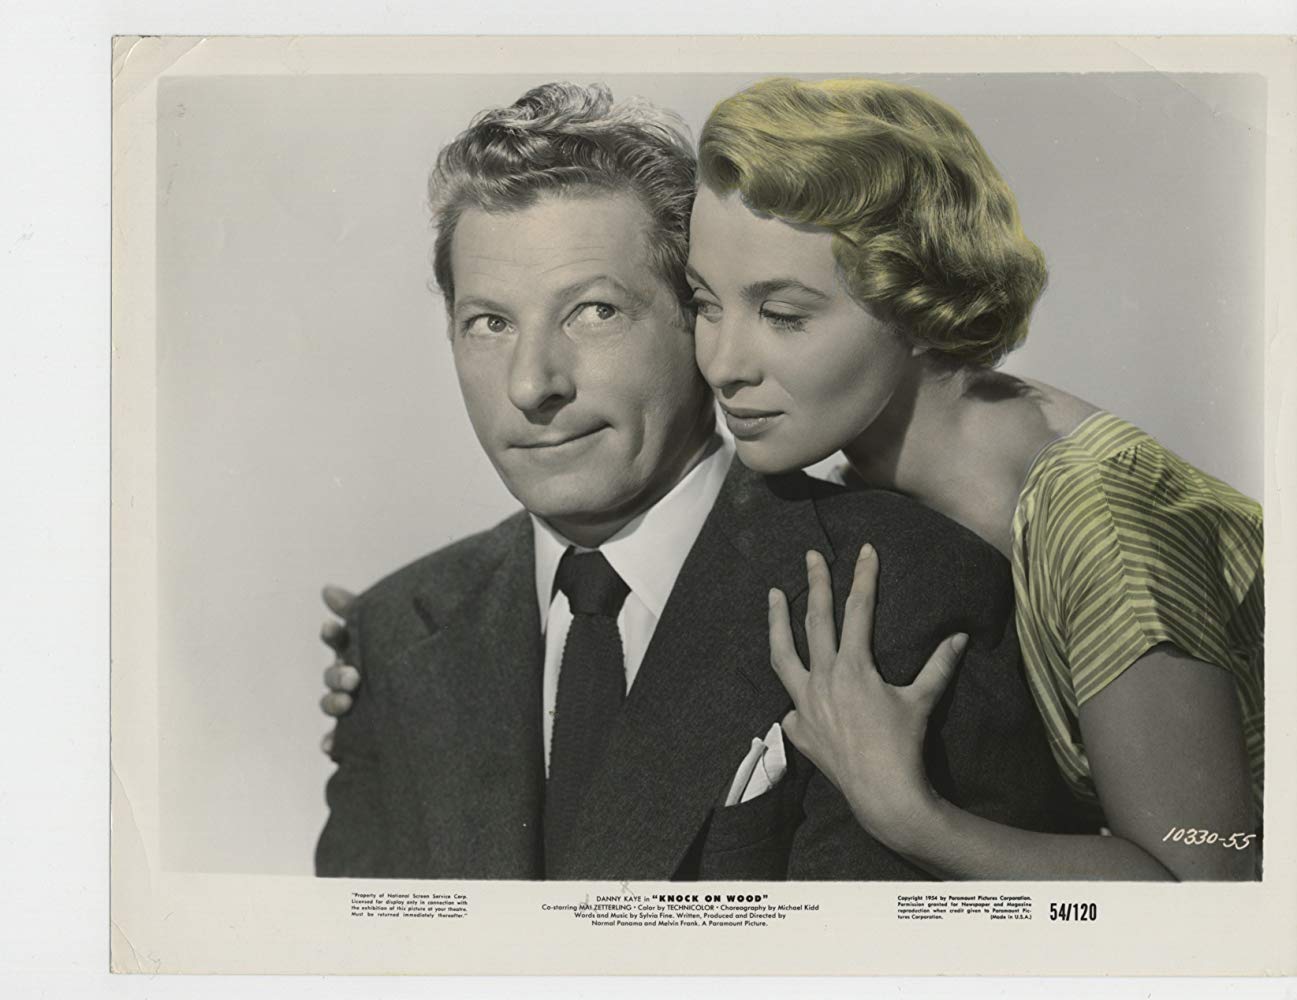 10330-55
"Property of National Screen Service Corp.
Licensed for display only in connection with
the exhibition of this picture at your theatre.
Must be returned immediately thereafter."
DANNY KAYE in "KNOCK ON WOOD"
Co-starring MAI ZETTERLING • Color by TECHNICOLOR • Choreography by Michael Kidd
Words and Music by Sylvia Fine. Written, Produced and Directed by
Norman Panama and Melvin Frank. A Paramount Picture.
Copyright 1954 by Paramount Pictures Corporation.
Permission granted for Newspaper and Magazine
reproduction when credit given to Paramount Pic-
tures Corporation. (Made in U.S.A.)
54/120